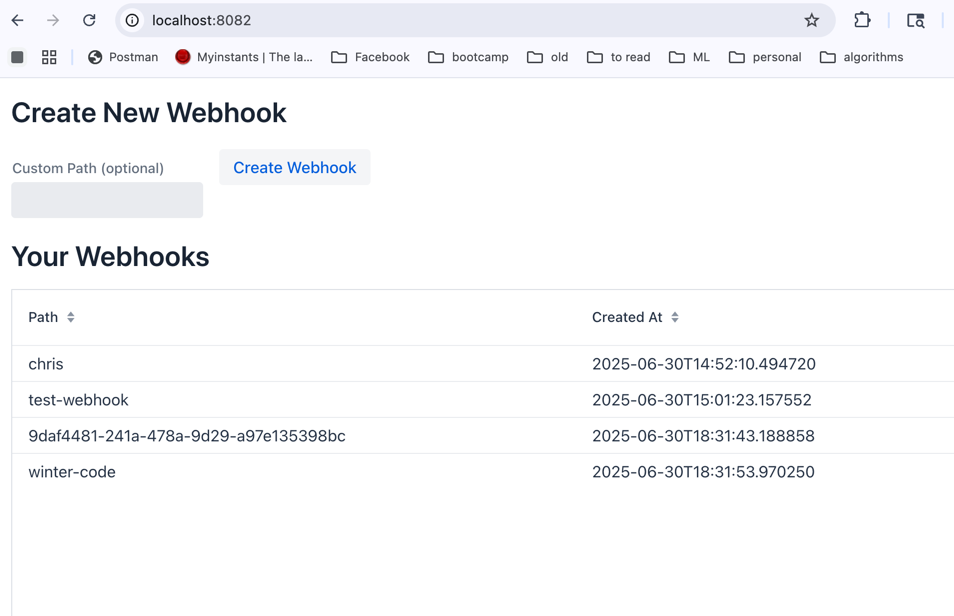 localhost:8082
Postman Myinstants | The la... Facebook bootcamp old to read ML personal algorithms
Create New Webhook
Custom Path (optional) Create Webhook
Your Webhooks
Path Created At
chris 2025-06-30T14:52:10.494720
test-webhook 2025-06-30T15:01:23.157552
9daf4481-241a-478a-9d29-a97e135398bc 2025-06-30T18:31:43.188858
winter-code 2025-06-30T18:31:53.970250